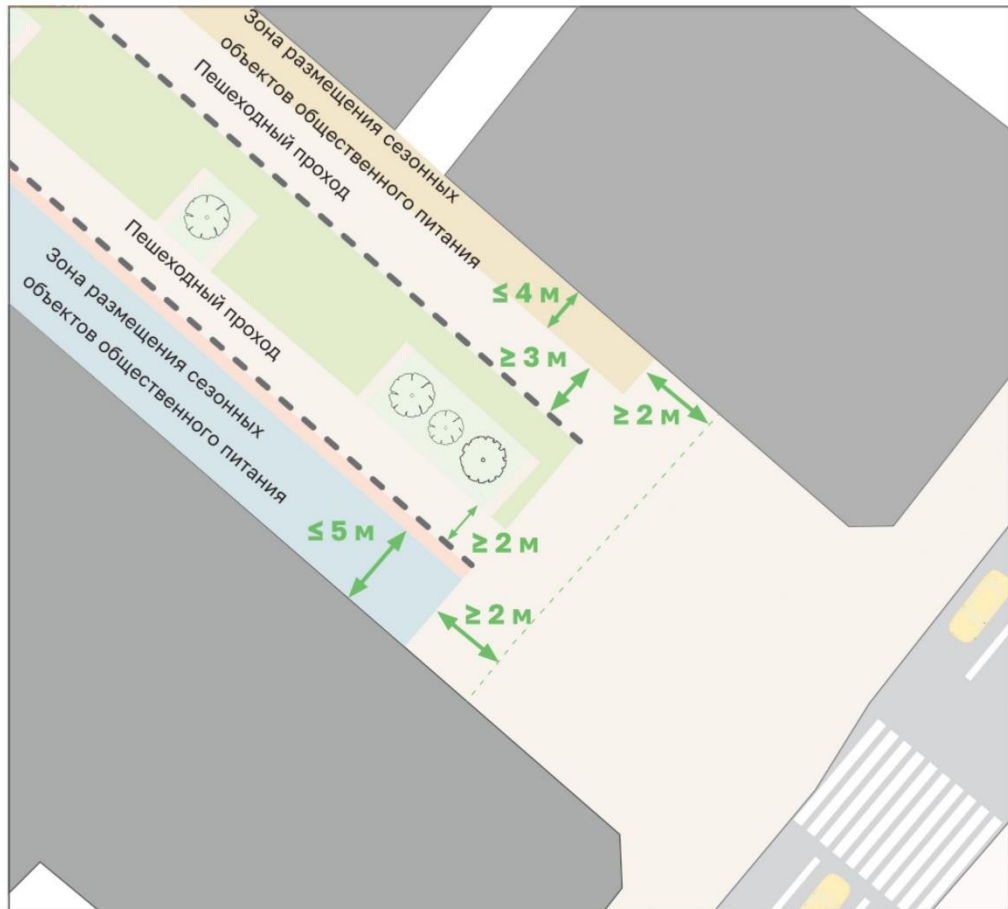 Зона размещения сезонных
объектов общественного питания
Пешеходный проход
Пешеходный проход
Зона размещения сезонных
объектов общественного питания
≤ 4 м
≥ 3 м
≥ 2 м
≤ 5 м
≥ 2 м
≥ 2 м